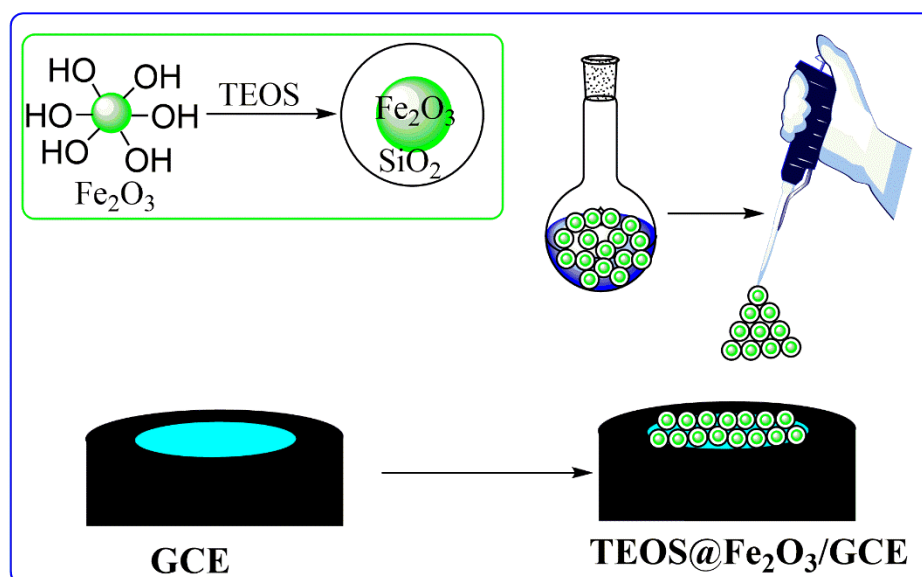 HO
OH
HO
OH
HO
OH
Fe₂O₃
TEOS
Fe₂O₃
SiO₂
GCE
TEOS@Fe₂O₃/GCE